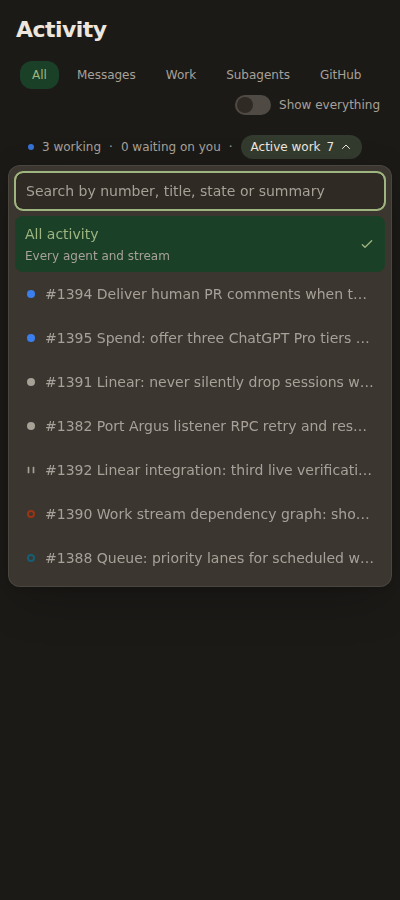 Activity
All Messages Work Subagents GitHub
Show everything
3 working · 0 waiting on you · Active work 7
Search by number, title, state or summary
All activity
Every agent and stream
#1394 Deliver human PR comments when t...
#1395 Spend: offer three ChatGPT Pro tiers ...
#1391 Linear: never silently drop sessions w...
#1382 Port Argus listener RPC retry and res...
#1392 Linear integration: third live verificati...
#1390 Work stream dependency graph: sho...
#1388 Queue: priority lanes for scheduled w...